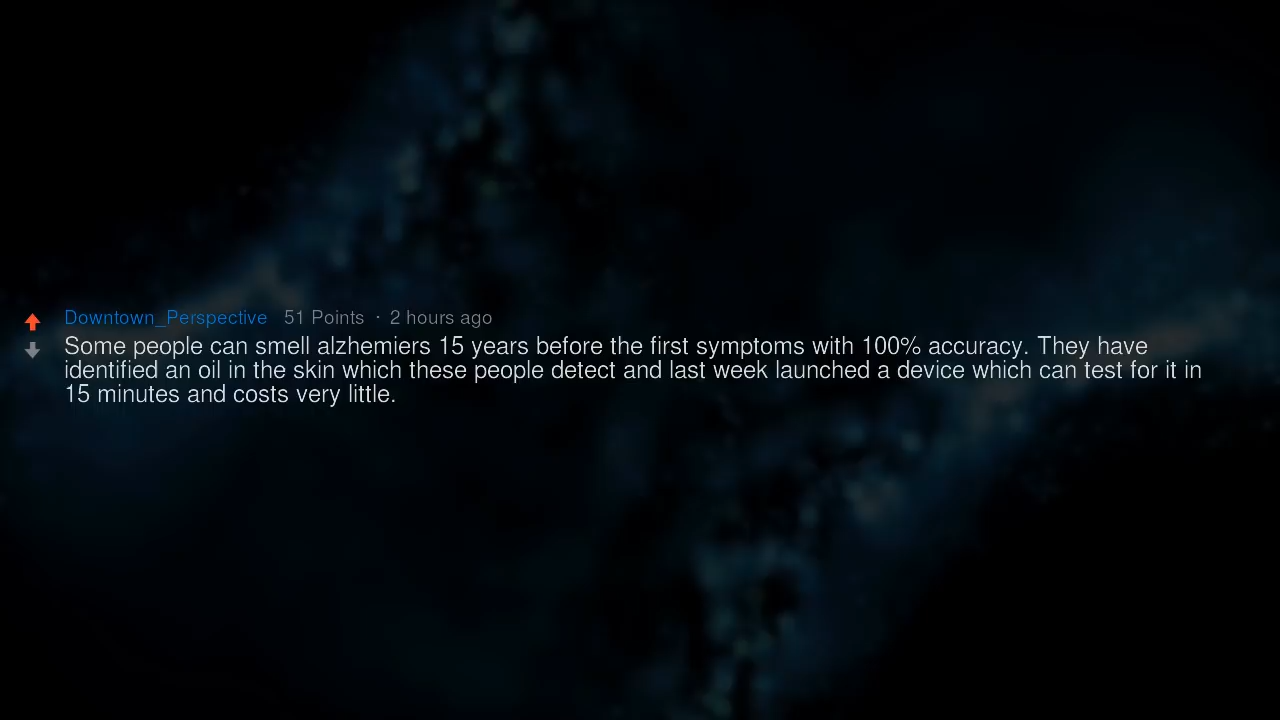 Downtown_Perspective 51 Points · 2 hours ago
Some people can smell alzhemiers 15 years before the first symptoms with 100% accuracy. They have
identified an oil in the skin which these people detect and last week launched a device which can test for it in
15 minutes and costs very little.